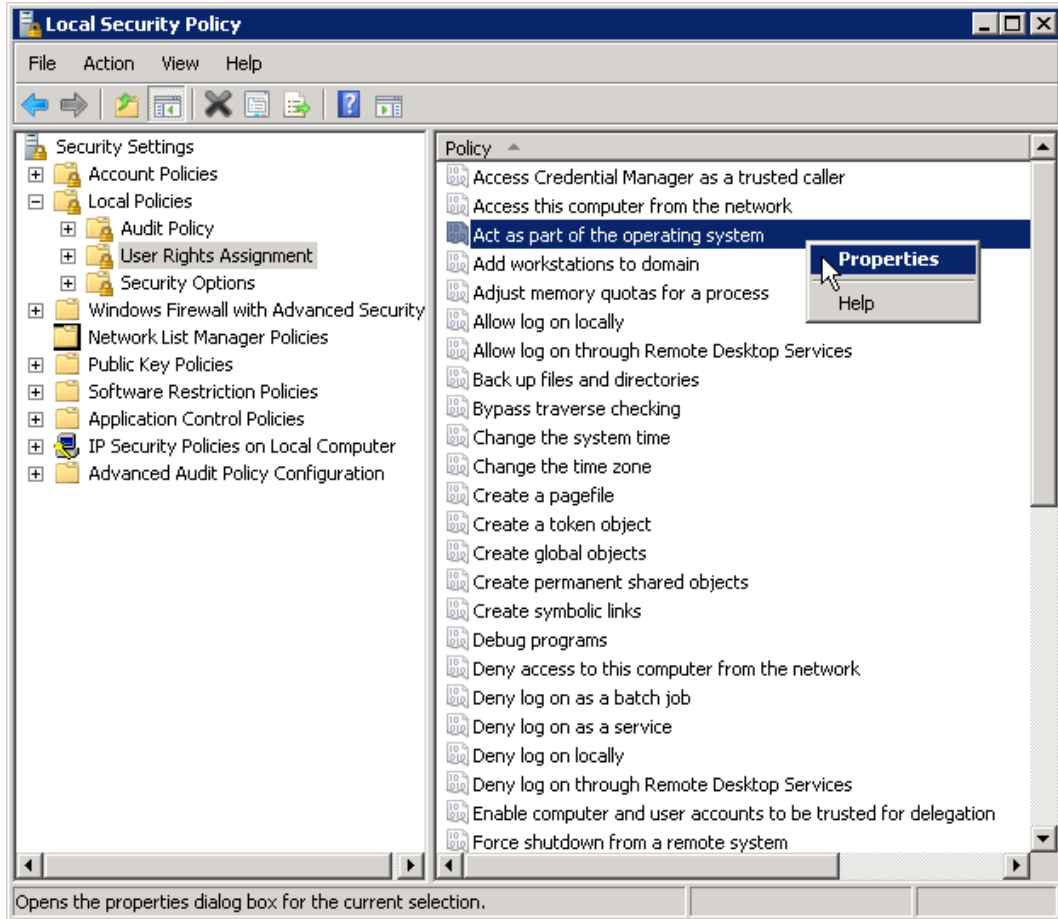 Local Security Policy
File Action View Help
Security Settings
Account Policies
Local Policies
Audit Policy
User Rights Assignment
Security Options
Windows Firewall with Advanced Security
Network List Manager Policies
Public Key Policies
Software Restriction Policies
Application Control Policies
IP Security Policies on Local Computer
Advanced Audit Policy Configuration
Policy
Access Credential Manager as a trusted caller
Access this computer from the network
Act as part of the operating system
Add workstations to domain
Adjust memory quotas for a process
Allow log on locally
Allow log on through Remote Desktop Services
Back up files and directories
Bypass traverse checking
Change the system time
Change the time zone
Create a pagefile
Create a token object
Create global objects
Create permanent shared objects
Create symbolic links
Debug programs
Deny access to this computer from the network
Deny log on as a batch job
Deny log on as a service
Deny log on locally
Deny log on through Remote Desktop Services
Enable computer and user accounts to be trusted for delegation
Force shutdown from a remote system
Properties
Help
Opens the properties dialog box for the current selection.